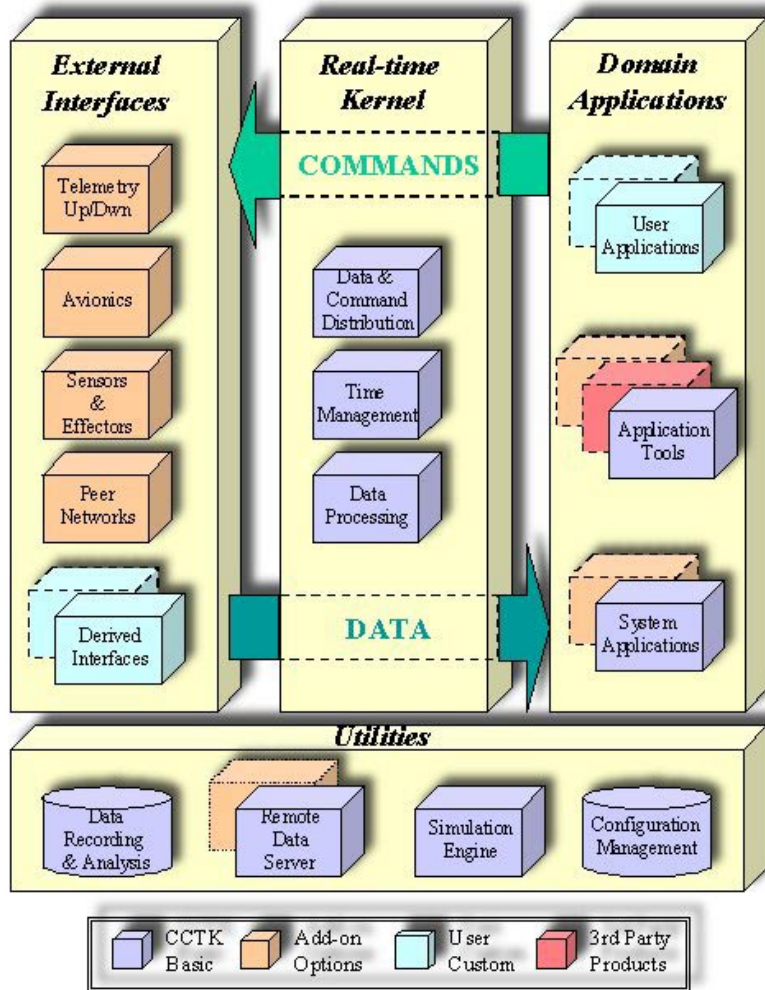 External
Interfaces
Real-time
Kernel
Domain
Applications
COMMANDS
Telemetry
Up/Dwn
Avionics
Sensors
&
Effectors
Peer
Networks
Derived
Interfaces
Data &
Command
Distribution
Time
Management
Data
Processing
User
Applications
Application
Tools
System
Applications
DATA
Utilities
Data
Recording
& Analysis
Remote
Data
Server
Simulation
Engine
Configuration
Management
CCTK
Basic
Add-on
Options
User
Custom
3rd Party
Products